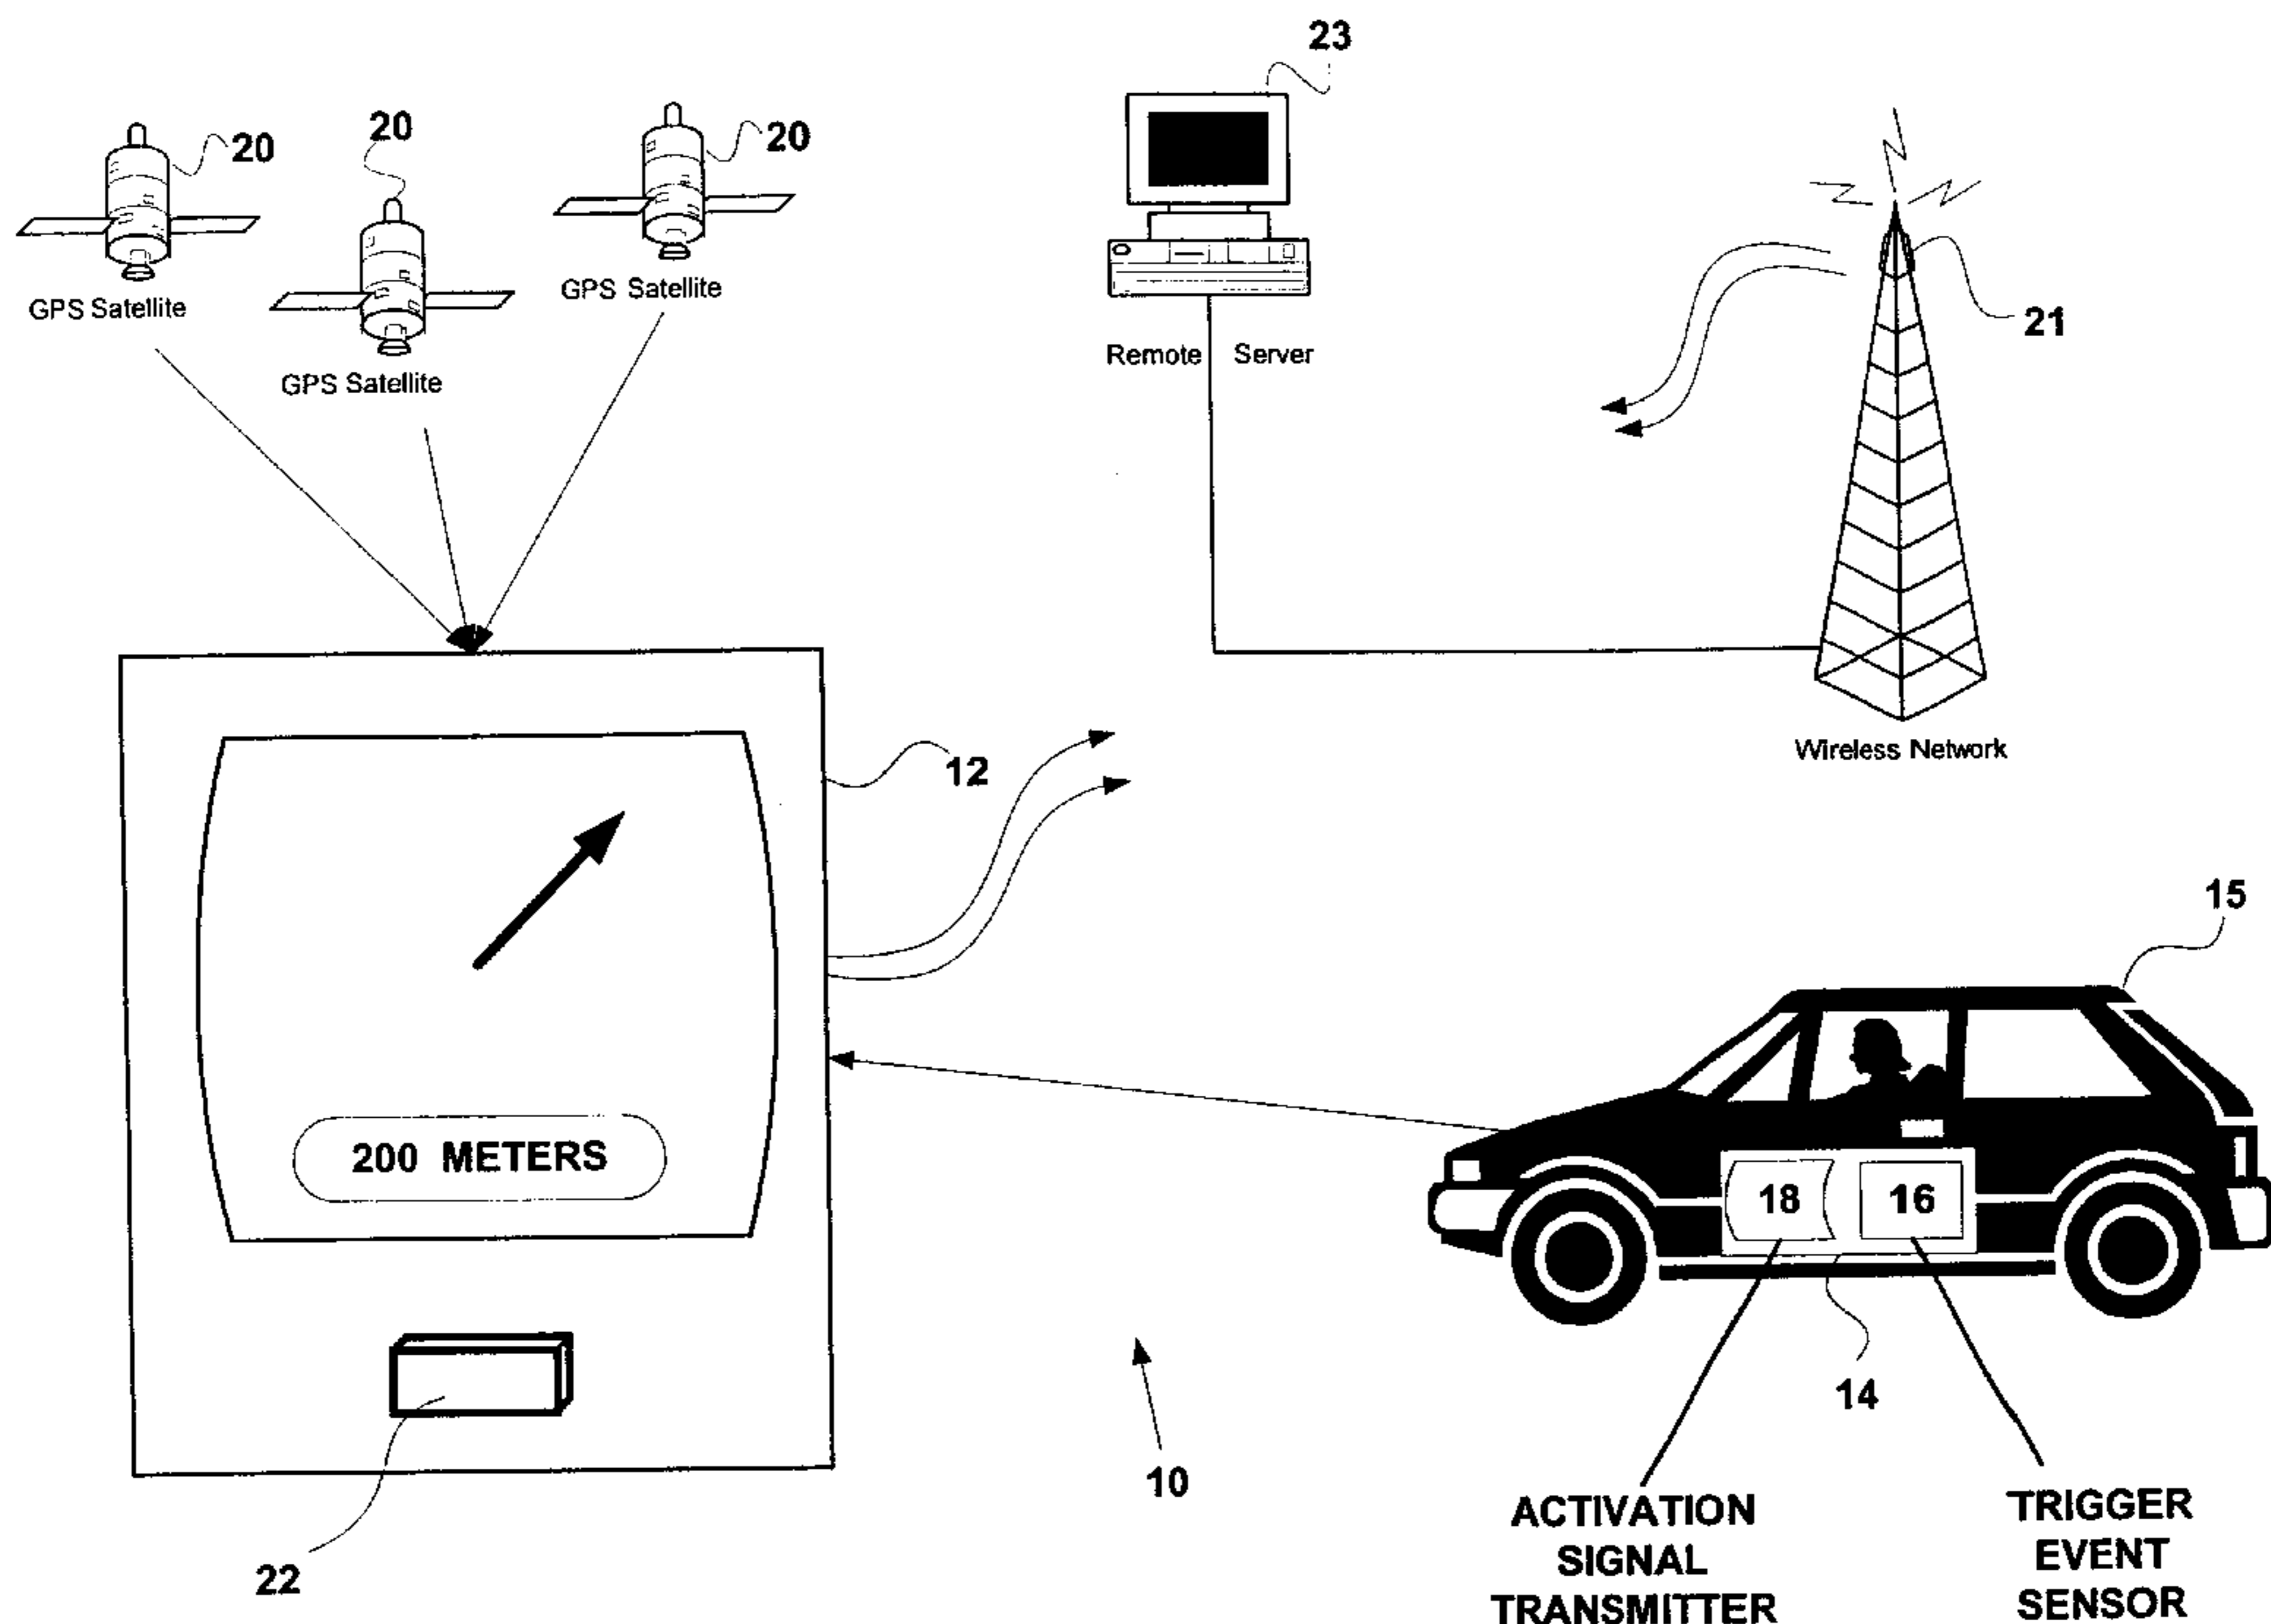 23
20
20
20
GPS Satellite
GPS Satellite
GPS Satellite
21
Remote Server
12
Wireless Network
15
200 METERS
18
16
14
10
22
ACTIVATION
SIGNAL
TRANSMITTER
TRIGGER
EVENT
SENSOR